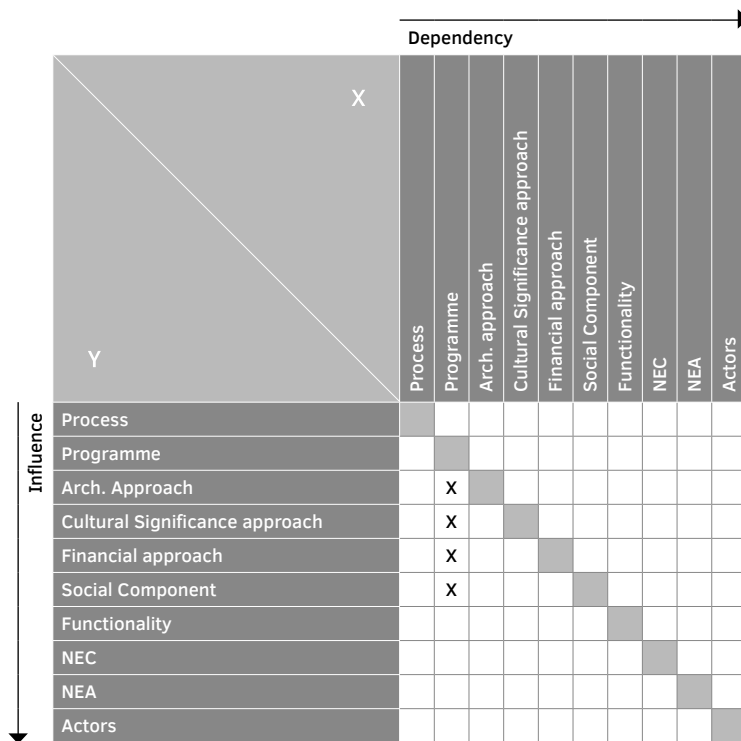 Dependency
X
Y
Process
Programme
Arch. approach
Cultural Significance approach
Financial approach
Social Component
Functionality
NEC
NEA
Actors
Influence
Process
Programme
Arch. Approach X
Cultural Significance approach X
Financial approach X
Social Component X
Functionality
NEC
NEA
Actors